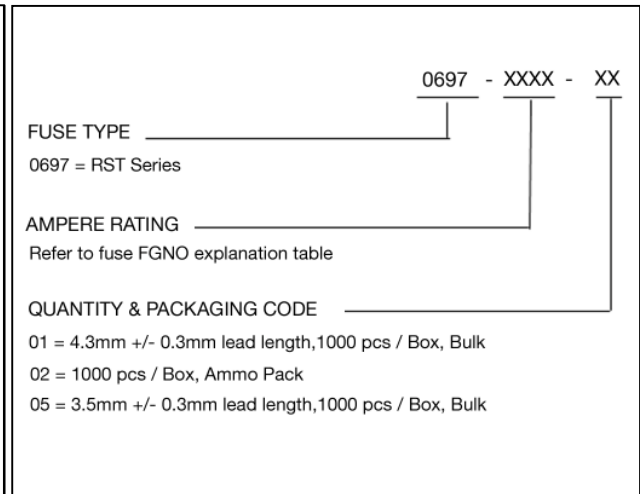 0697 - XXXX - XX
FUSE TYPE
0697 = RST Series
AMPERE RATING
Refer to fuse FGNO explanation table
QUANTITY & PACKAGING CODE
01 = 4.3mm +/- 0.3mm lead length,1000 pcs / Box, Bulk
02 = 1000 pcs / Box, Ammo Pack
05 = 3.5mm +/- 0.3mm lead length,1000 pcs / Box, Bulk